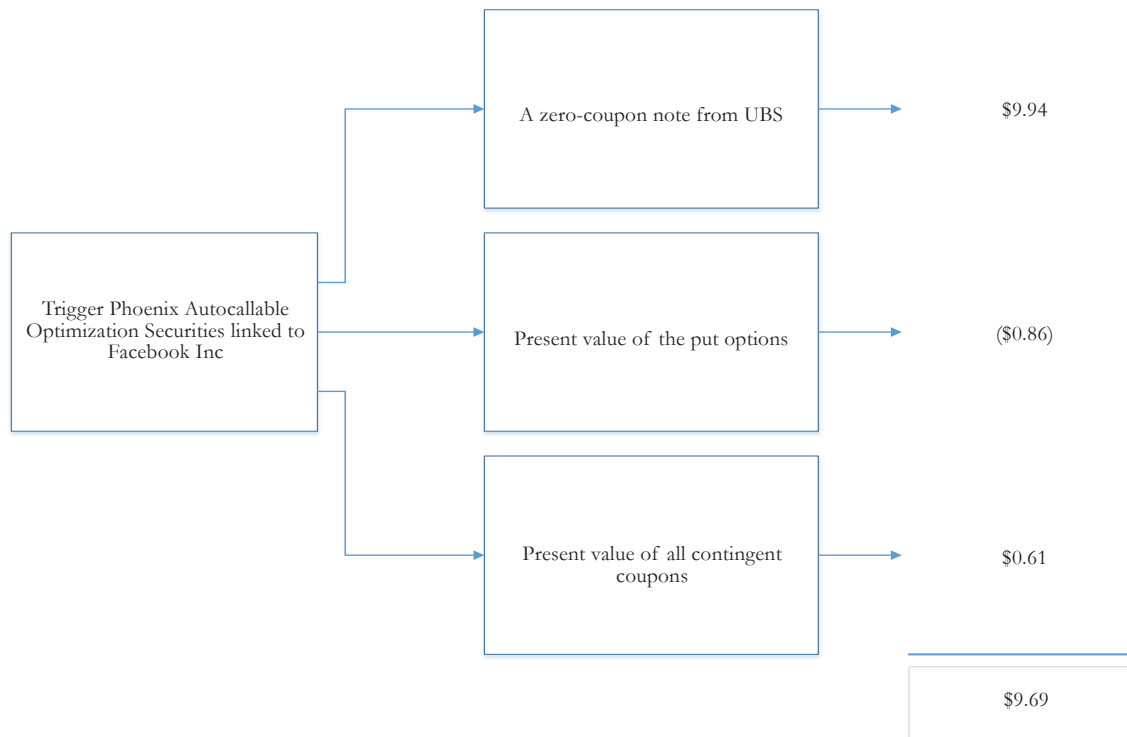 A zero-coupon note from UBS
$9.94
Trigger Phoenix Autocallable
Optimization Securities linked to
Facebook Inc
Present value of the put options
($0.86)
Present value of all contingent
coupons
$0.61
$9.69